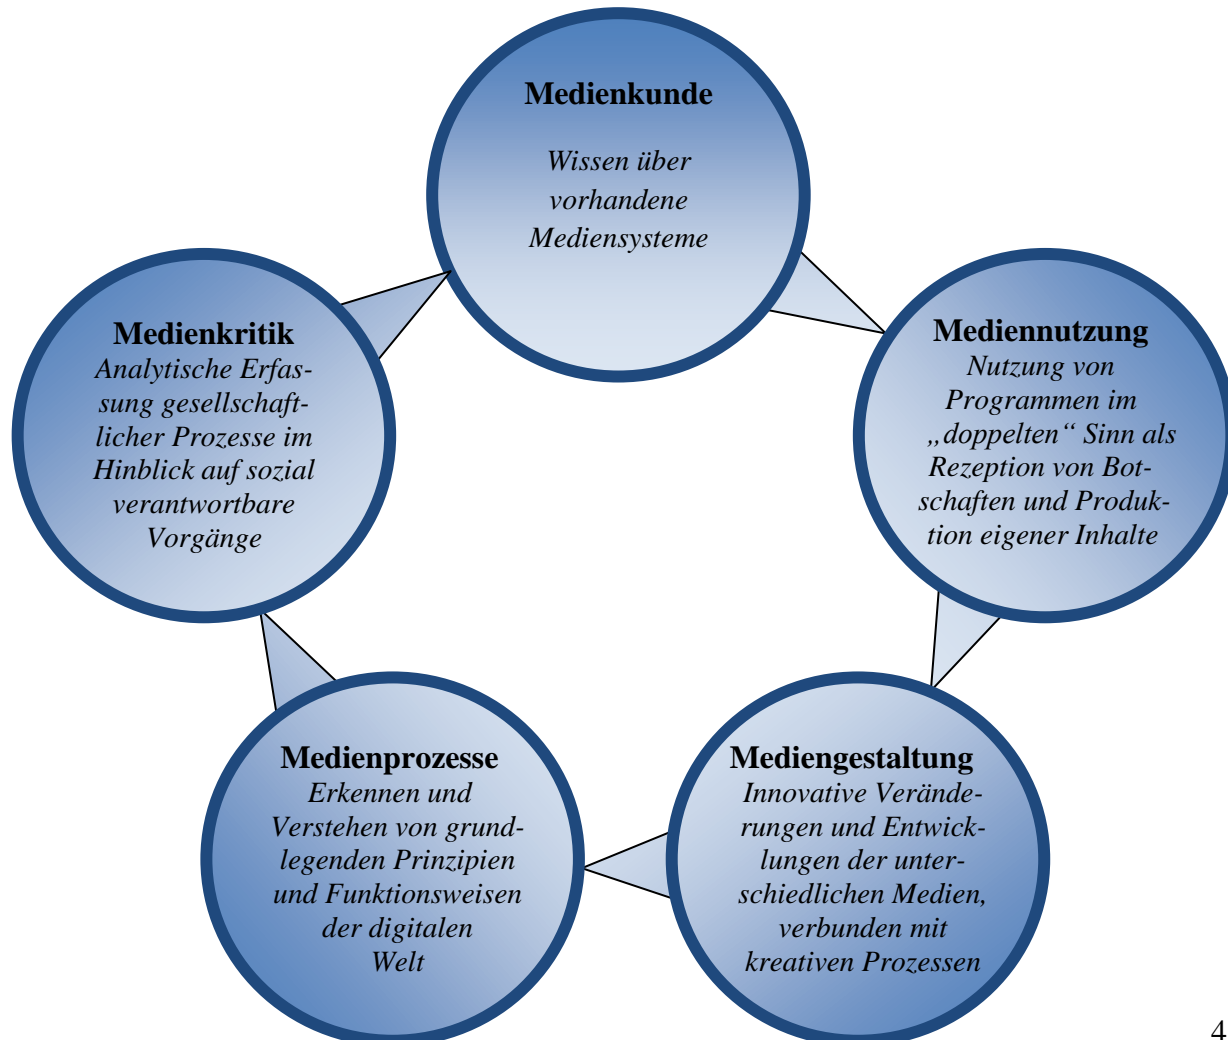 Medienkunde
Wissen über
vorhandene
Mediensysteme
Mediennutzung
Nutzung von
Programmen im
„doppelten“ Sinn als
Rezeption von Bot-
schaften und Produk-
tion eigener Inhalte
Mediengestaltung
Innovative Verände-
rungen und Entwick-
lungen der unter-
schiedlichen Medien,
verbunden mit
kreativen Prozessen
Medienprozesse
Erkennen und
Verstehen von grund-
legenden Prinzipien
und Funktionsweisen
der digitalen
Welt
Medienkritik
Analytische Erfas-
sung gesellschaft-
licher Prozesse im
Hinblick auf sozial
verantwortbare
Vorgänge
4